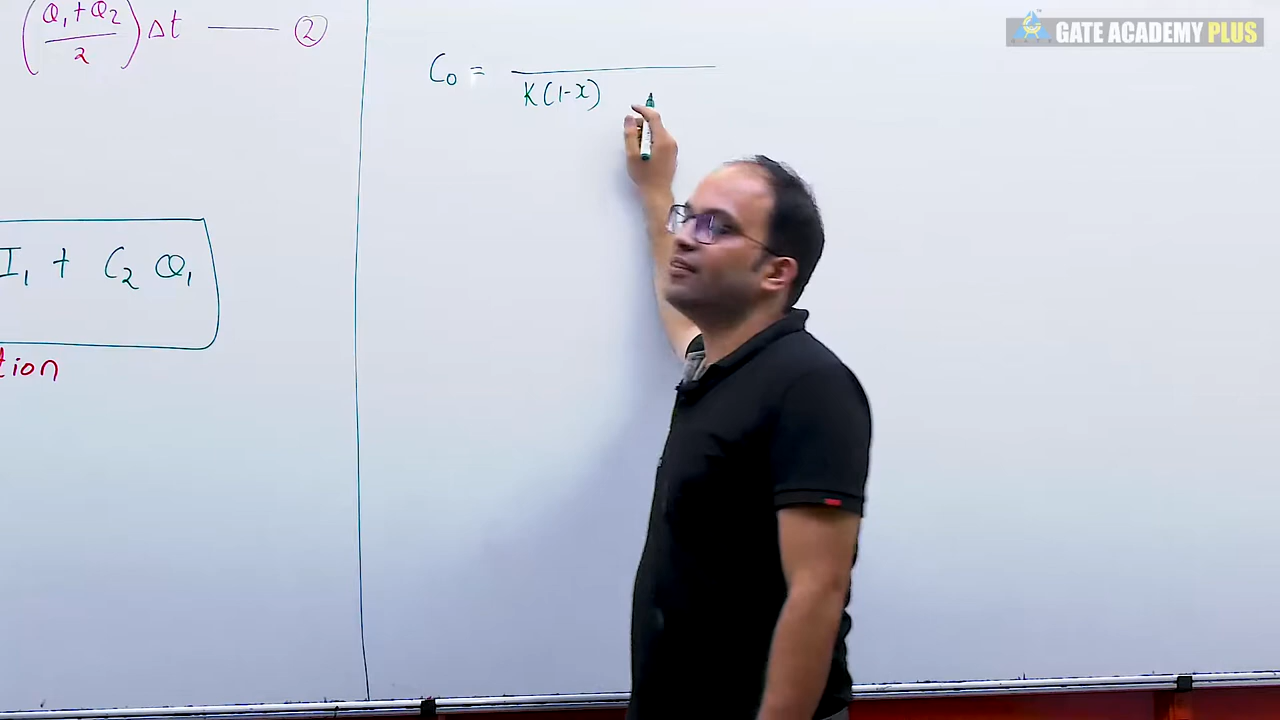 (Q₁+Q₂/2)Δt —— ②
I₁ + C₂ Q₁
tion
C₀ = ———
K(1-x)
GATE ACADEMY PLUS